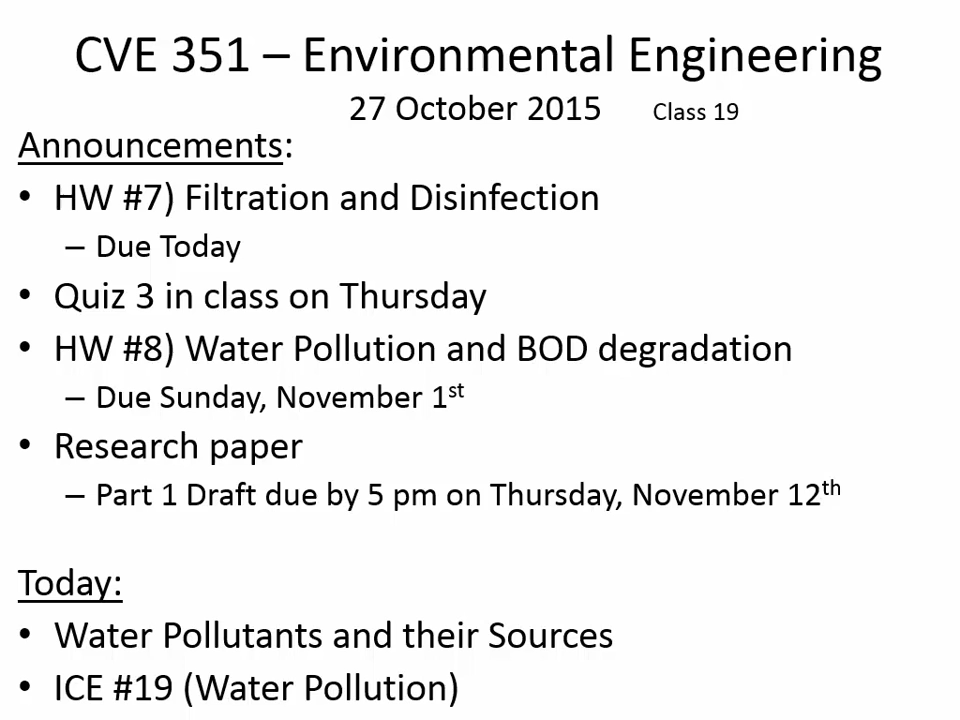 CVE 351 – Environmental Engineering
27 October 2015 Class 19
Announcements:
• HW #7) Filtration and Disinfection
– Due Today
• Quiz 3 in class on Thursday
• HW #8) Water Pollution and BOD degradation
– Due Sunday, November 1st
• Research paper
– Part 1 Draft due by 5 pm on Thursday, November 12th
Today:
• Water Pollutants and their Sources
• ICE #19 (Water Pollution)